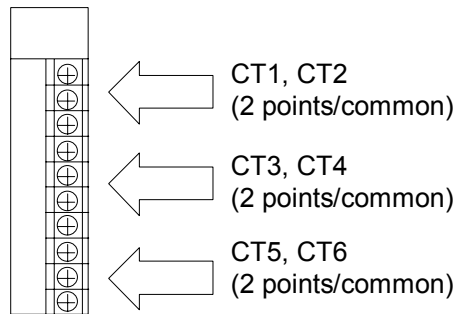 CT1, CT2
(2 points/common)
CT3, CT4
(2 points/common)
CT5, CT6
(2 points/common)